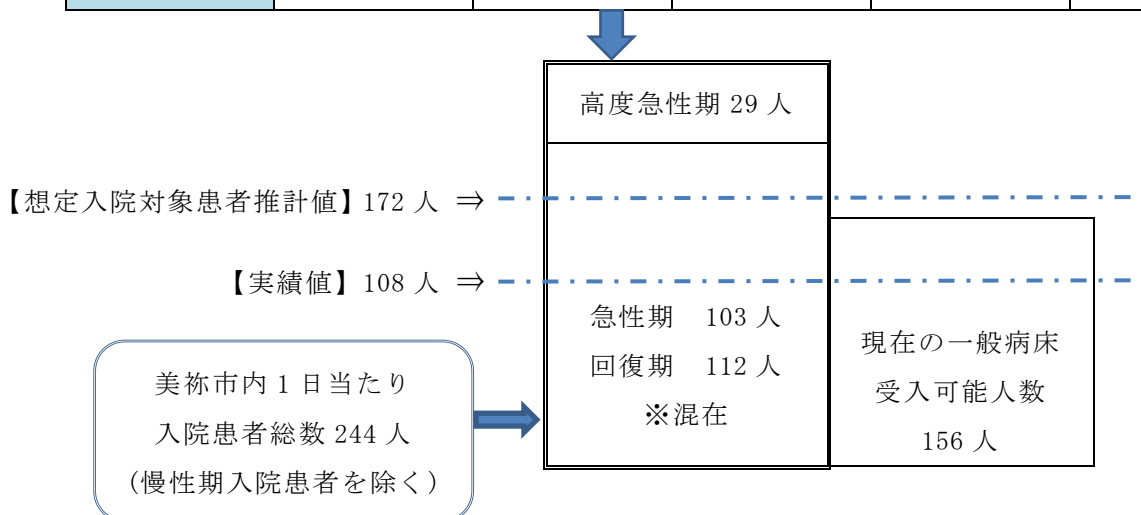 高度急性期 29 人
【想定入院対象患者推計値】172 人 ⇒
【実績値】108 人 ⇒
急性期　103 人
回復期　112 人
※混在
現在の一般病床
受入可能人数
156 人
美祢市内 1 日当たり
入院患者総数 244 人
(慢性期入院患者を除く)